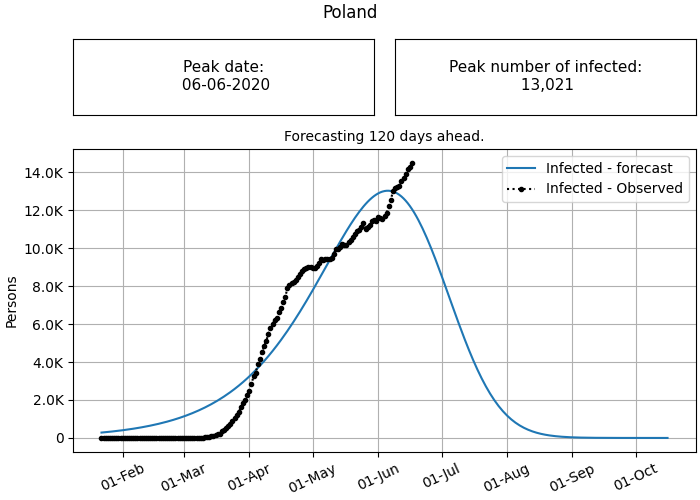 Poland
Peak date:
06-06-2020
Peak number of infected:
13,021
Forecasting 120 days ahead.
Infected - forecast
Infected - Observed
14.0K
12.0K
10.0K
8.0K
6.0K
4.0K
2.0K
0
Persons
01-Feb
01-Mar
01-Apr
01-May
01-Jun
01-Jul
01-Aug
01-Sep
01-Oct